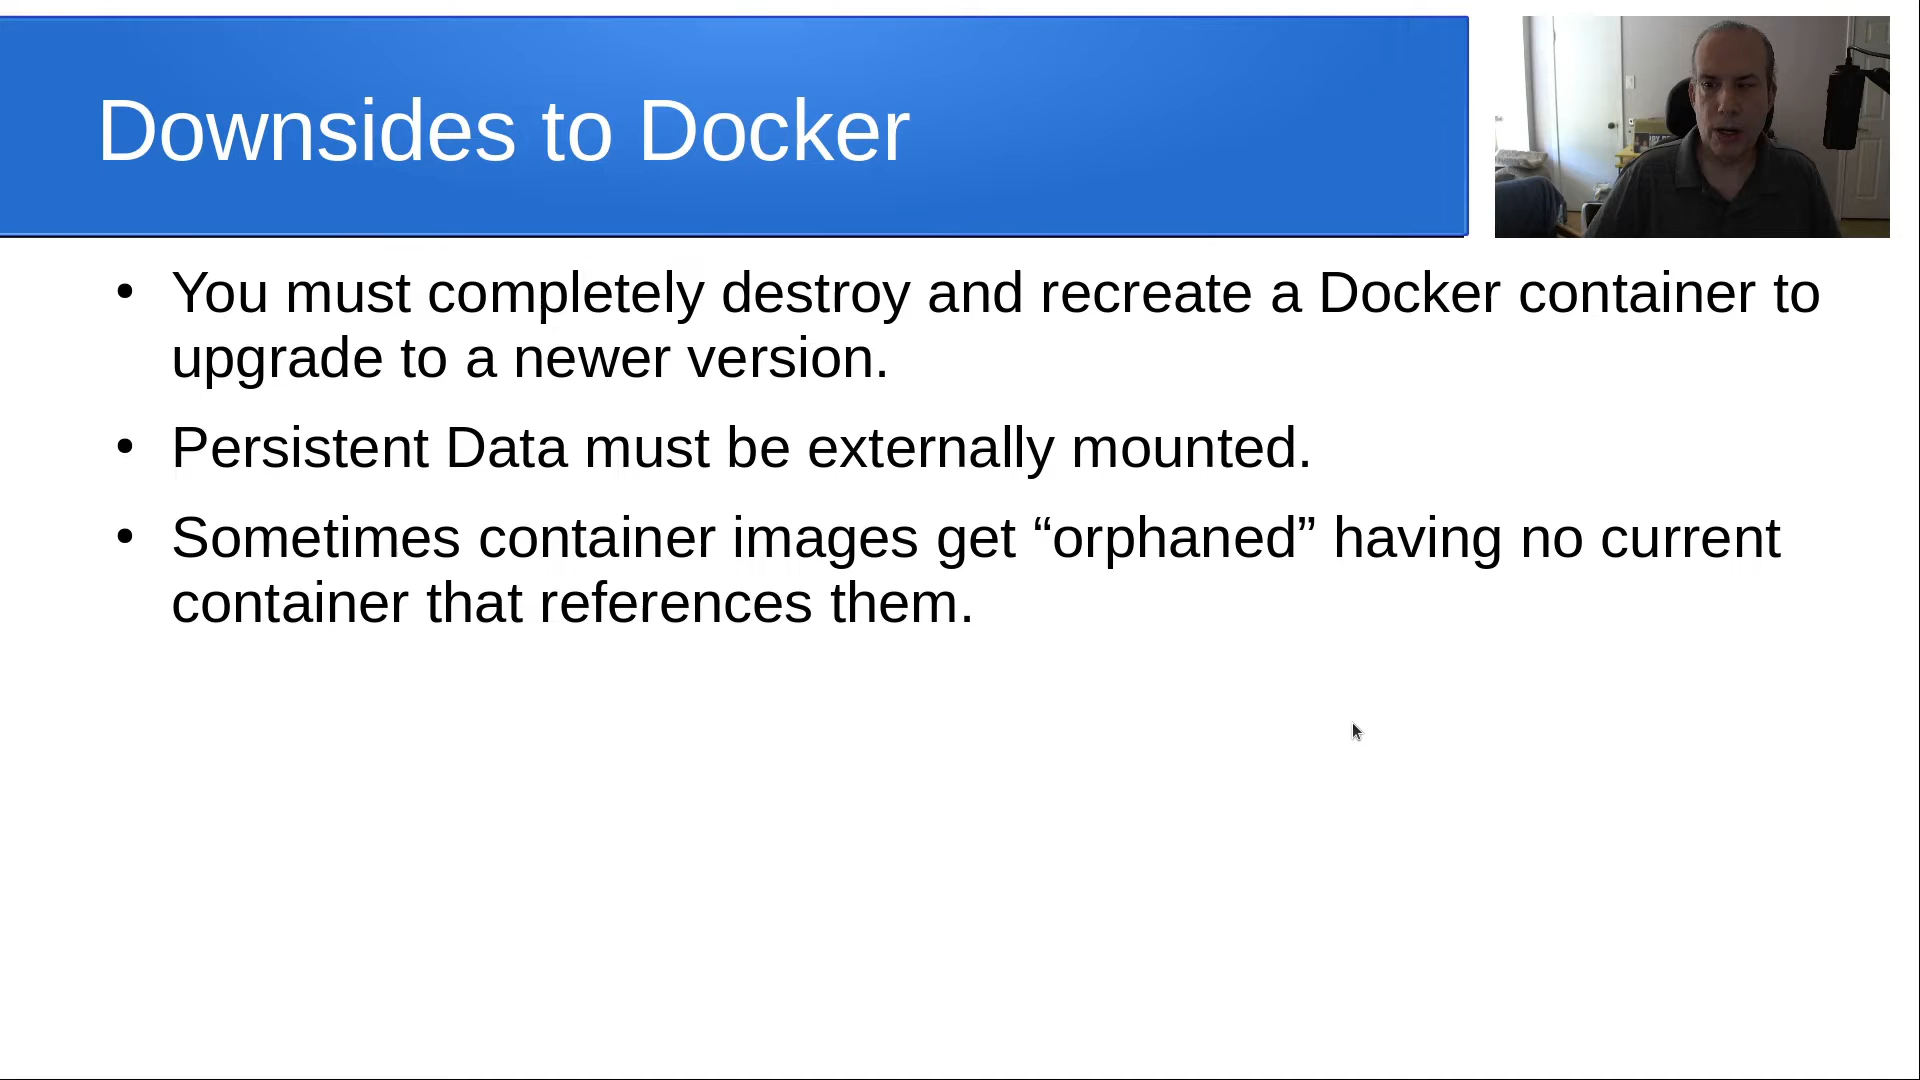 Downsides to Docker
• You must completely destroy and recreate a Docker container to
upgrade to a newer version.
• Persistent Data must be externally mounted.
• Sometimes container images get “orphaned” having no current
container that references them.